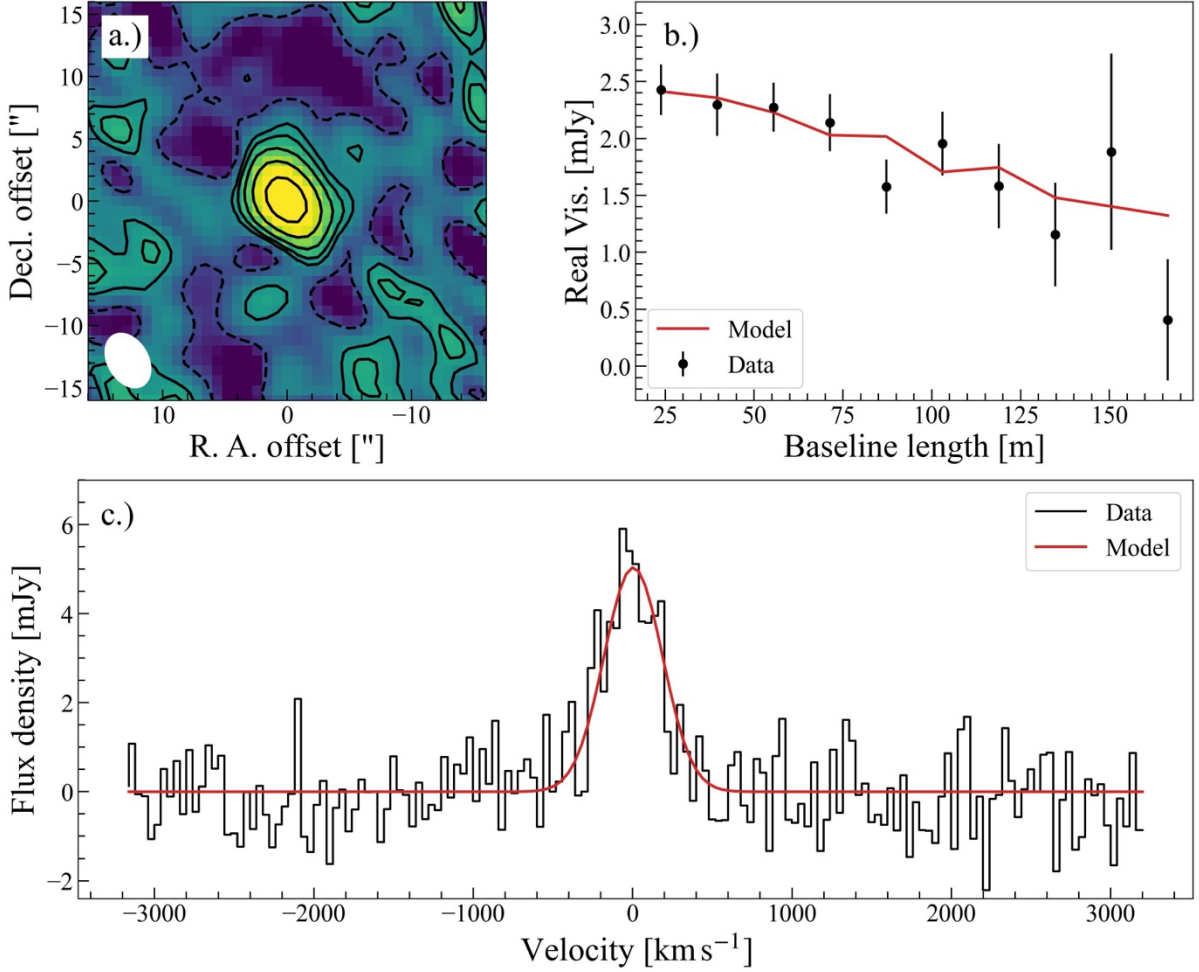 a.)
Decl. offset ["]
15
10
5
0
−5
−10
−15
10
0
−10
R. A. offset ["]
b.)
Real Vis. [mJy]
3.0
2.5
2.0
1.5
1.0
0.5
0.0
Model
Data
25
50
75
100
125
150
Baseline length [m]
c.)
Flux density [mJy]
6
4
2
0
−2
Data
Model
−3000
−2000
−1000
0
1000
2000
3000
Velocity [km s⁻¹]